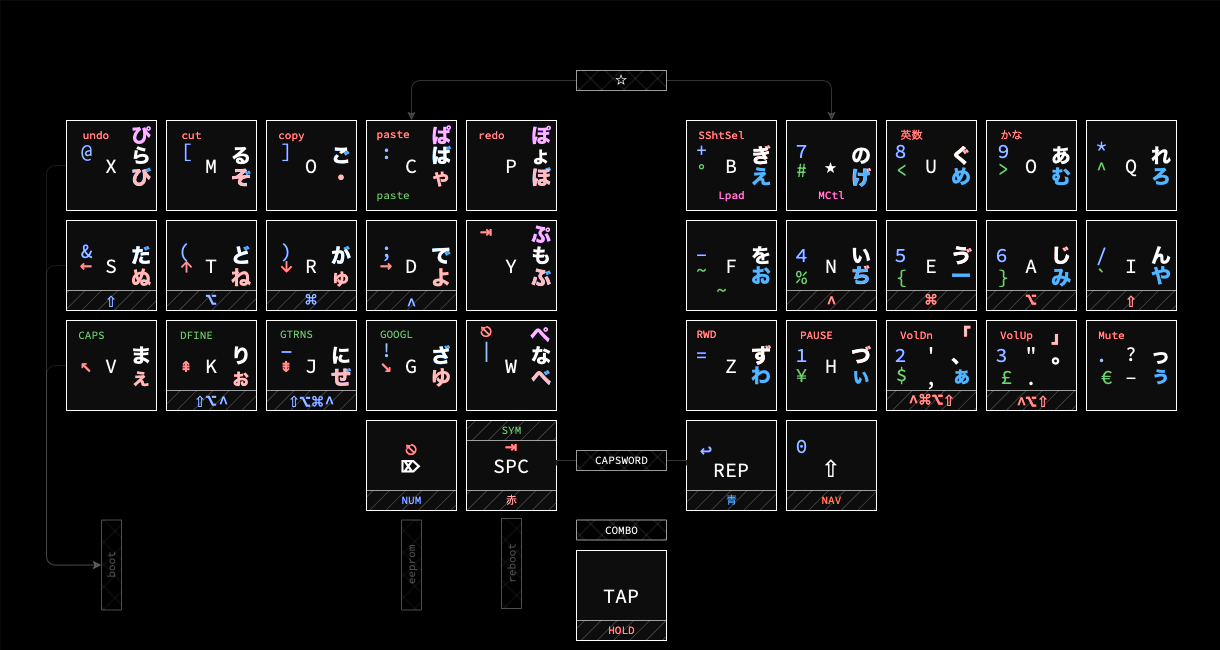 ☆
undo ぴ
@ X ら
び
cut
[ M る
ぞ
copy
] O ご
・
paste ぱ
: C ば
ゃ
paste
redo ぽ
P ょ
ぼ
SShtSel
+ ぎ
° B え
Lpad
7 の
# ★ げ
MCtl
英数
8 ぐ
< U め
かな
9 あ
> O む
* れ
^ Q ろ
& だ
← S ぬ
⇧
( ど
↑ T ね
⌥
) が
↓ R ゅ
⌘
; で
→ D よ
^
⇥ ぷ
Y も
ぶ
− を
~ F お
~
4 い
% N ぢ
^
5 ゔ
{ E ー
⌘
6 じ
} A み
⌥
/ ん
` I や
⇧
CAPS
ま
↖ V ぇ
DFINE
り
⇞ K ぉ
⇧⌥^
GTRNS
− に
⇟ J ぜ
⇧⌥⌘^
GOOGL
! ざ
↘ G ゆ
⃠ ぺ
| な
W べ
RWD
= ず
Z わ
PAUSE
1 づ
¥ H ぃ
VolDn 「
2 ' 、
$ , ぁ
^⌘⌥⇧
VolUp 」
3 " 。
£ .
^⌥⇧
Mute
. ? っ
€ − う
⌦
NUM
SYM
⇥
SPC
赤
CAPSWORD
↩
REP
青
0
⇧
NAV
boot
eeprom
reboot
COMBO
TAP
HOLD